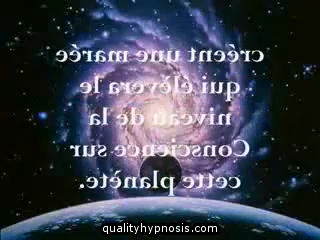 créent une marée
qui élèvera le
niveau de la
Conscience sur
cette planète.
qualityhypnosis.com